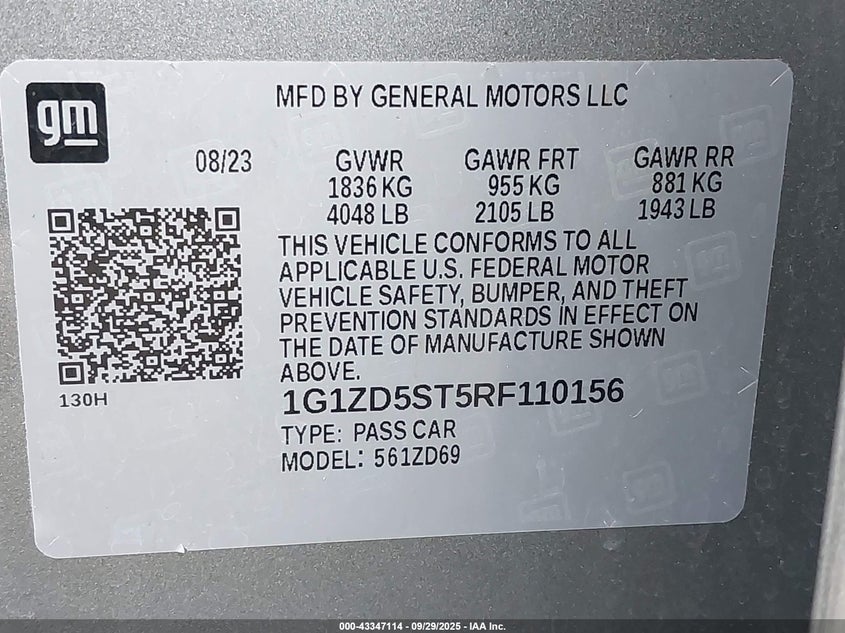 gm
MFD BY GENERAL MOTORS LLC
08/23 GVWR GAWR FRT GAWR RR
1836 KG 955 KG 881 KG
4048 LB 2105 LB 1943 LB
THIS VEHICLE CONFORMS TO ALL
APPLICABLE U.S. FEDERAL MOTOR
VEHICLE SAFETY, BUMPER, AND THEFT
PREVENTION STANDARDS IN EFFECT ON
THE DATE OF MANUFACTURE SHOWN
ABOVE.
130H
1G1ZD5ST5RF110156
TYPE: PASS CAR
MODEL: 561ZD69
000-43347114 - 09/29/2025 - IAA Inc.